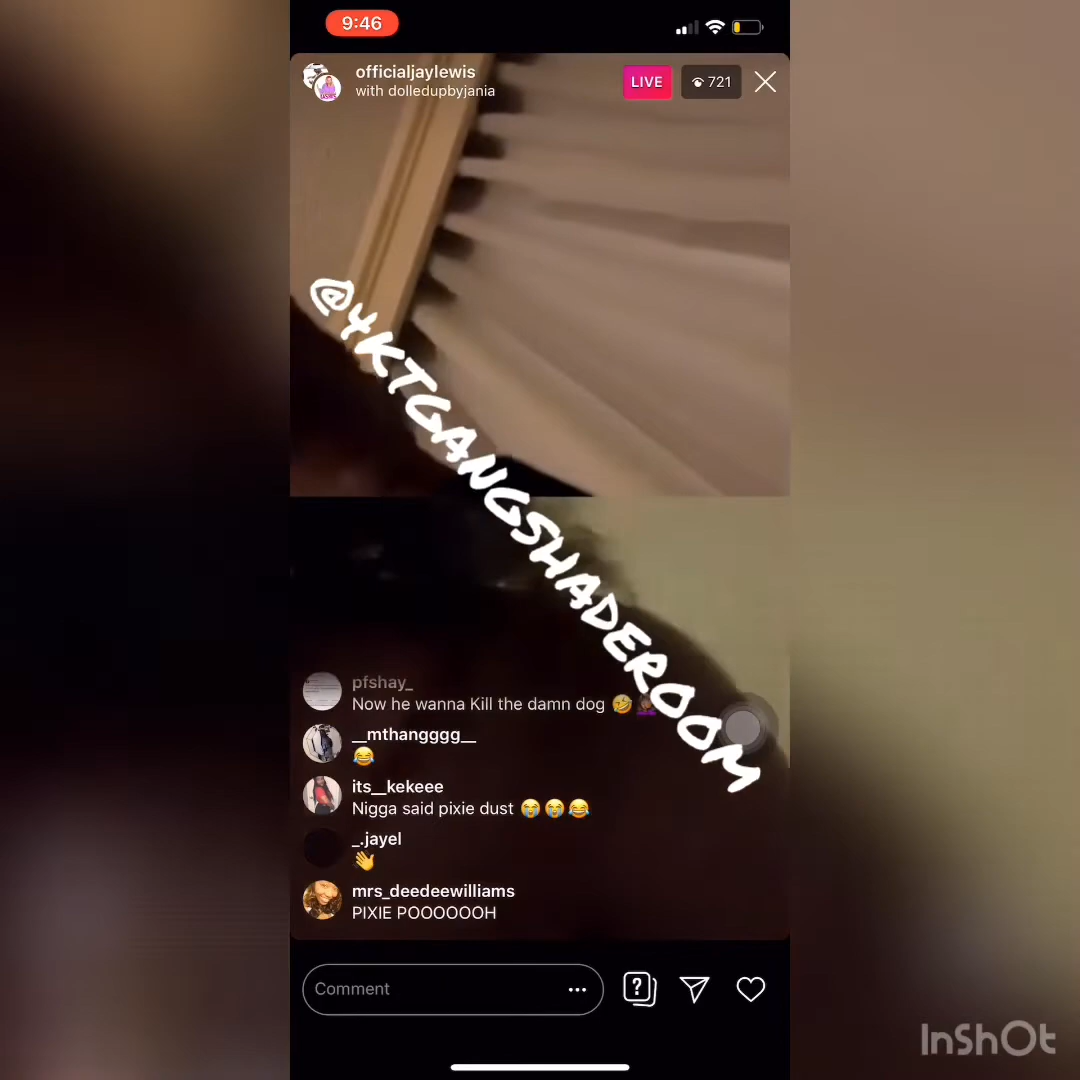 9:46
officialjaylewis
with dolledupbyjania
LIVE
721
@4KTGANGSHADEROOM
pfshay_
Now he wanna Kill the damn dog 🤣🤦🏿‍♀️
__mthangggg__
😂
its__kekeee
Nigga said pixie dust 😭😭😂
_.jayel
👋
mrs_deedeewilliams
PIXIE POOOOOOH
Comment
InShOt